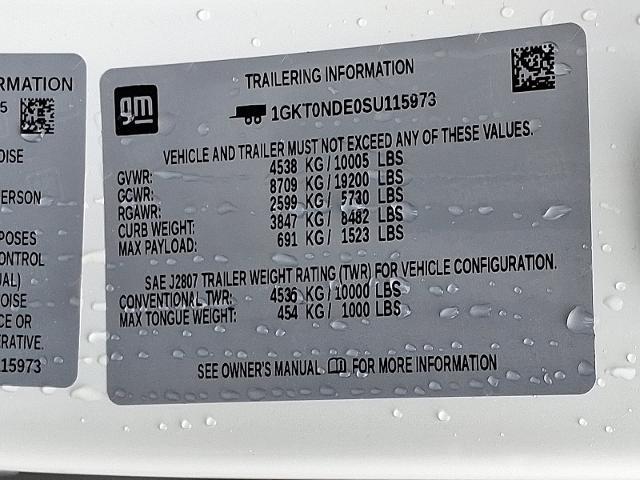 RMATION
5
OISE
ERSON
POSES
ONTROL
UAL)
OISE
CE OR
ERATIVE.
115973
gm
TRAILERING INFORMATION
1GKT0NDE0SU115973
VEHICLE AND TRAILER MUST NOT EXCEED ANY OF THESE VALUES.
GVWR: 4538 KG/10005 LBS
GCWR: 8709 KG/19200 LBS
RGAWR: 2599 KG/ 5730 LBS
CURB WEIGHT: 3847 KG/ 8482 LBS
MAX PAYLOAD: 691 KG/ 1523 LBS
SAE J2807 TRAILER WEIGHT RATING (TWR) FOR VEHICLE CONFIGURATION.
CONVENTIONAL TWR: 4536 KG/10000 LBS
MAX TONGUE WEIGHT: 454 KG/ 1000 LBS
SEE OWNER'S MANUAL FOR MORE INFORMATION